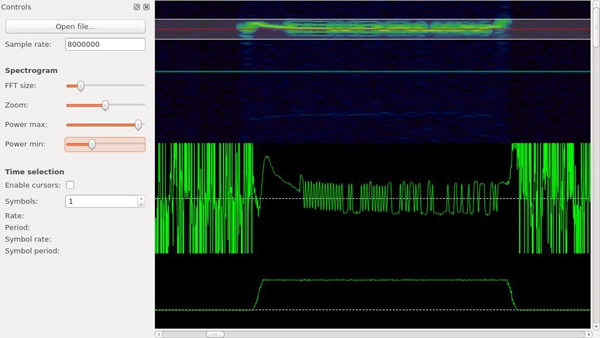 Controls
Open file...
Sample rate: 8000000
Spectrogram
FFT size:
Zoom:
Power max:
Power min:
Time selection
Enable cursors:
Symbols: 1
Rate:
Period:
Symbol rate:
Symbol period: